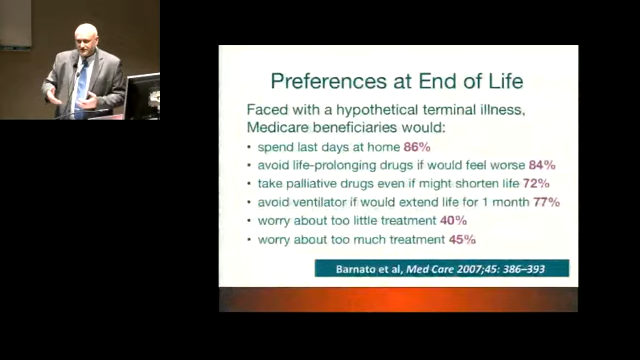 Preferences at End of Life
Faced with a hypothetical terminal illness,
Medicare beneficiaries would:
• spend last days at home 86%
• avoid life-prolonging drugs if would feel worse 84%
• take palliative drugs even if might shorten life 72%
• avoid ventilator if would extend life for 1 month 77%
• worry about too little treatment 40%
• worry about too much treatment 45%
Barnato et al, Med Care 2007;45: 386–393